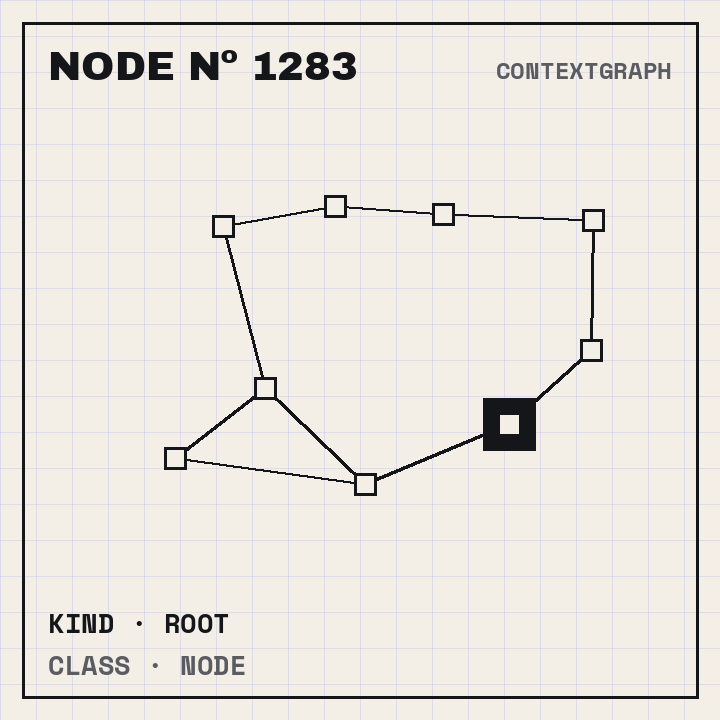 NODE Nº 1283
CONTEXTGRAPH
KIND · ROOT
CLASS · NODE